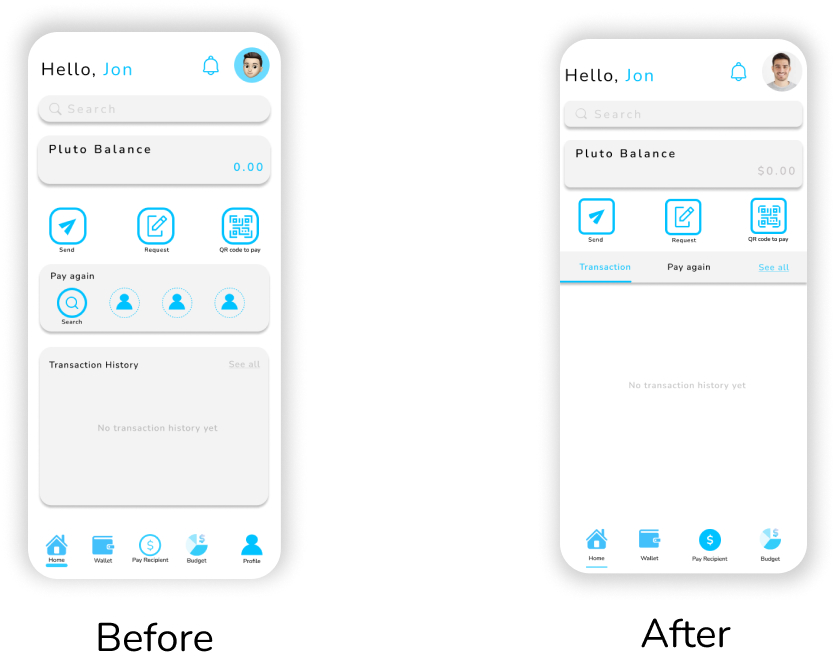 Hello, Jon
Search
Pluto Balance
0.00
Send
Request
QR code to pay
Pay again
Search
Transaction History
See all
No transaction history yet
$
$
Home
Wallet
Pay Recipient
Budget
Profile
Before
Hello, Jon
Search
Pluto Balance
$0.00
Send
Request
QR code to pay
Transaction
Pay again
See all
No transaction history yet
$
$
Home
Wallet
Pay Recipient
Budget
After